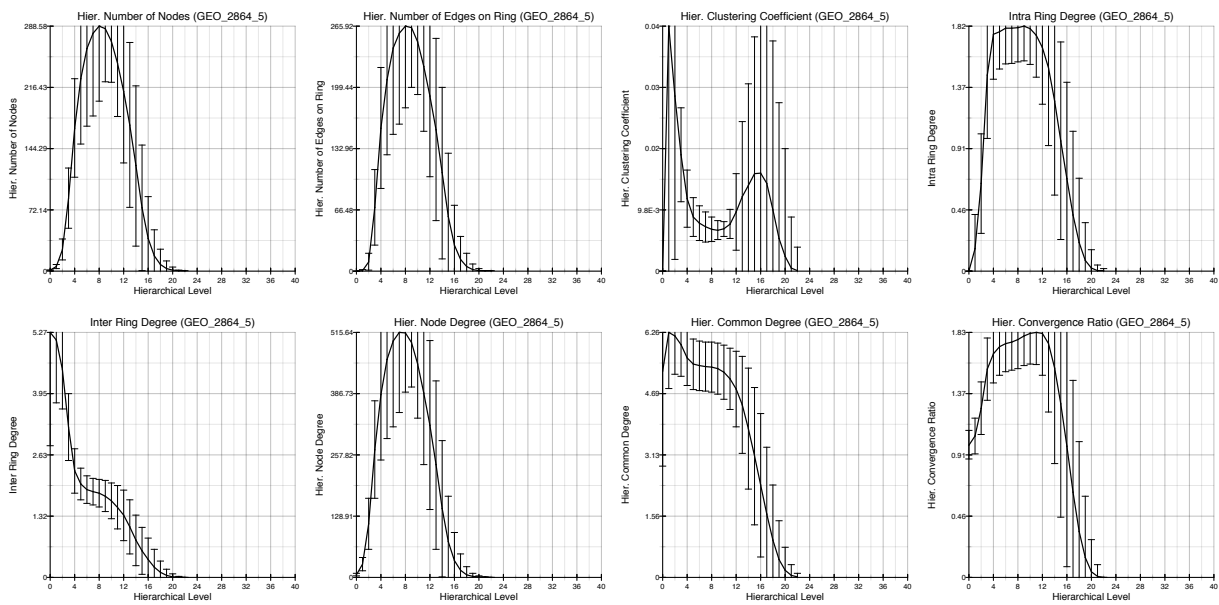 Hier. Number of Nodes (GEO_2864_5)
288.58
216.43
144.29
72.14
0
Hier. Number of Nodes
0 4 8 12 16 20 24 28 32 36 40
Hierarchical Level
Hier. Number of Edges on Ring (GEO_2864_5)
265.92
199.44
132.96
66.48
0
Hier. Number of Edges on Ring
0 4 8 12 16 20 24 28 32 36 40
Hierarchical Level
Hier. Clustering Coefficient (GEO_2864_5)
0.04
0.03
0.02
9.8E-3
0
Hier. Clustering Coefficient
0 4 8 12 16 20 24 28 32 36 40
Hierarchical Level
Intra Ring Degree (GEO_2864_5)
1.82
1.37
0.91
0.46
0
Intra Ring Degree
0 4 8 12 16 20 24 28 32 36 40
Hierarchical Level
Inter Ring Degree (GEO_2864_5)
5.27
3.95
2.63
1.32
0
Inter Ring Degree
0 4 8 12 16 20 24 28 32 36 40
Hierarchical Level
Hier. Node Degree (GEO_2864_5)
515.64
386.73
257.82
128.91
0
Hier. Node Degree
0 4 8 12 16 20 24 28 32 36 40
Hierarchical Level
Hier. Common Degree (GEO_2864_5)
6.26
4.69
3.13
1.56
0
Hier. Common Degree
0 4 8 12 16 20 24 28 32 36 40
Hierarchical Level
Hier. Convergence Ratio (GEO_2864_5)
1.83
1.37
0.91
0.46
0
Hier. Convergence Ratio
0 4 8 12 16 20 24 28 32 36 40
Hierarchical Level